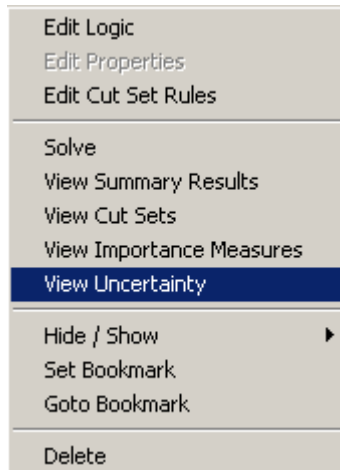 Edit Logic
Edit Properties
Edit Cut Set Rules
Solve
View Summary Results
View Cut Sets
View Importance Measures
View Uncertainty
Hide / Show
Set Bookmark
Goto Bookmark
Delete